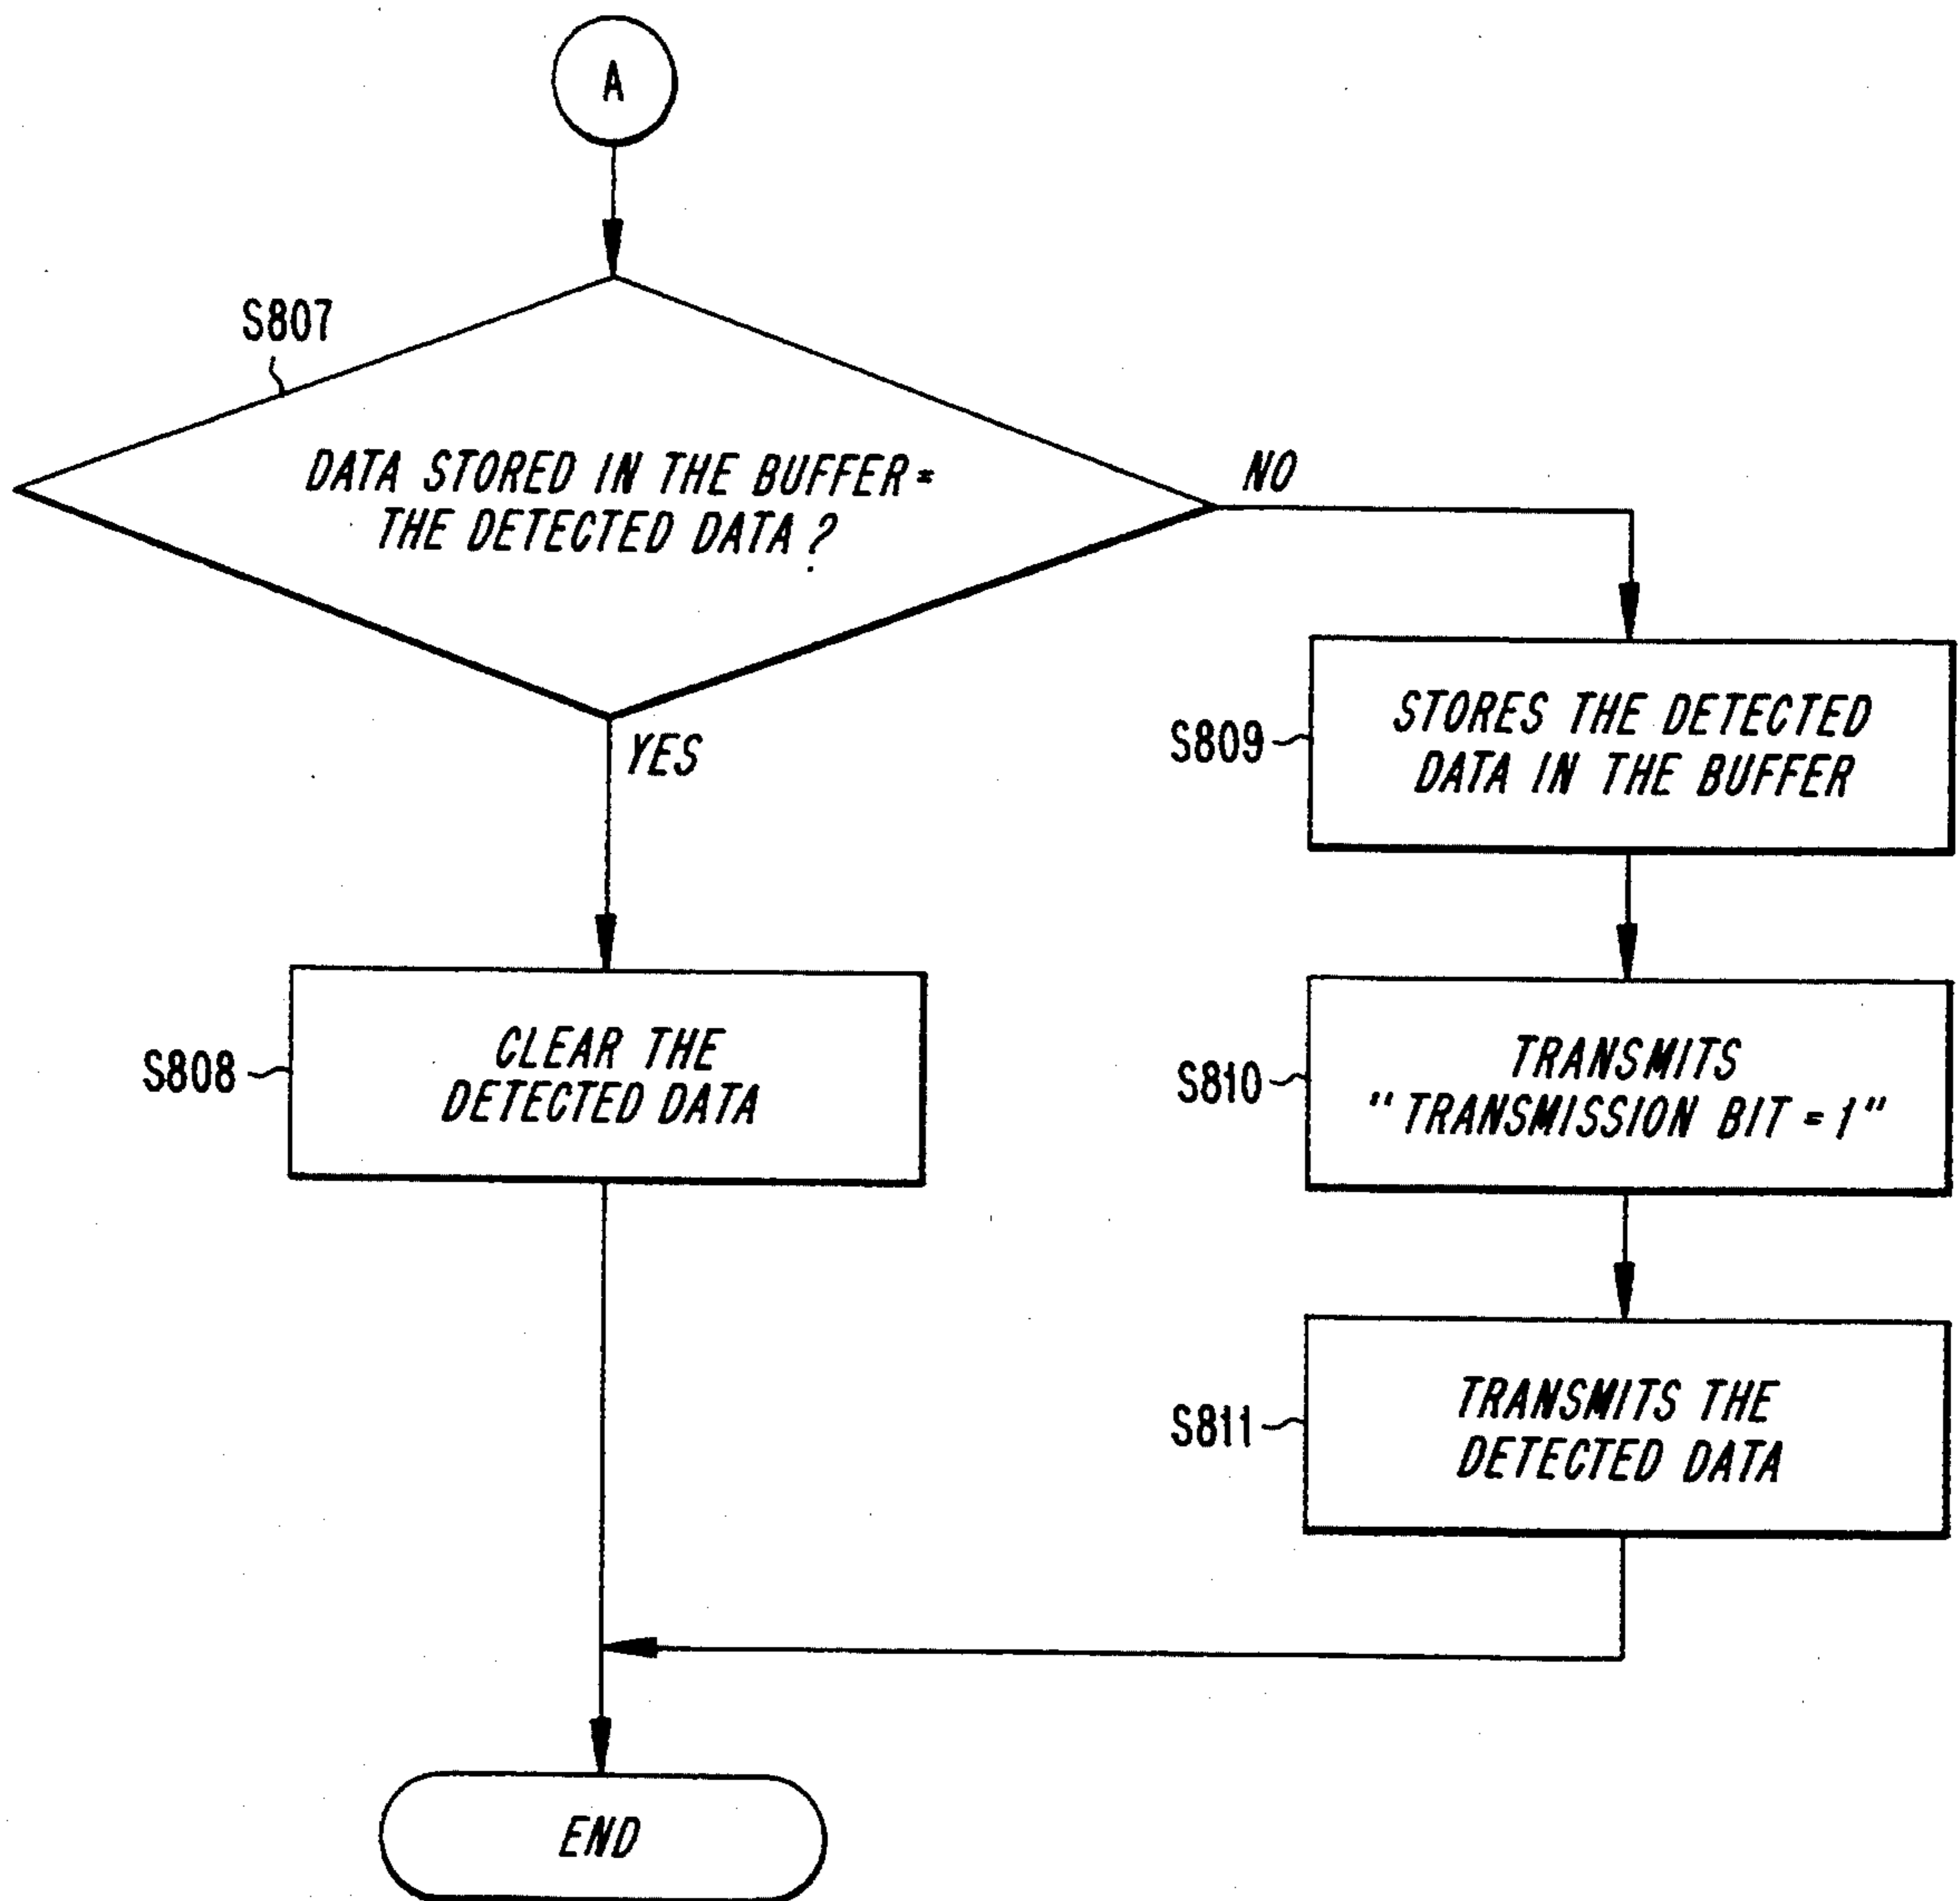 A
S807
DATA STORED IN THE BUFFER=
THE DETECTED DATA ?
NO
YES
S809
STORES THE DETECTED
DATA IN THE BUFFER
S808
CLEAR THE
DETECTED DATA
S810
TRANSMITS
"TRANSMISSION BIT = 1"
S811
TRANSMITS THE
DETECTED DATA
END